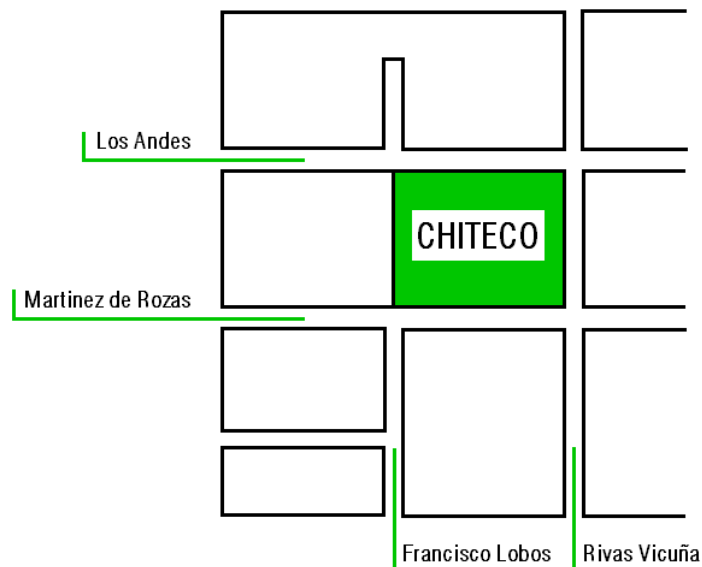 Los Andes
CHITECO
Martinez de Rozas
Francisco Lobos
Rivas Vicuña